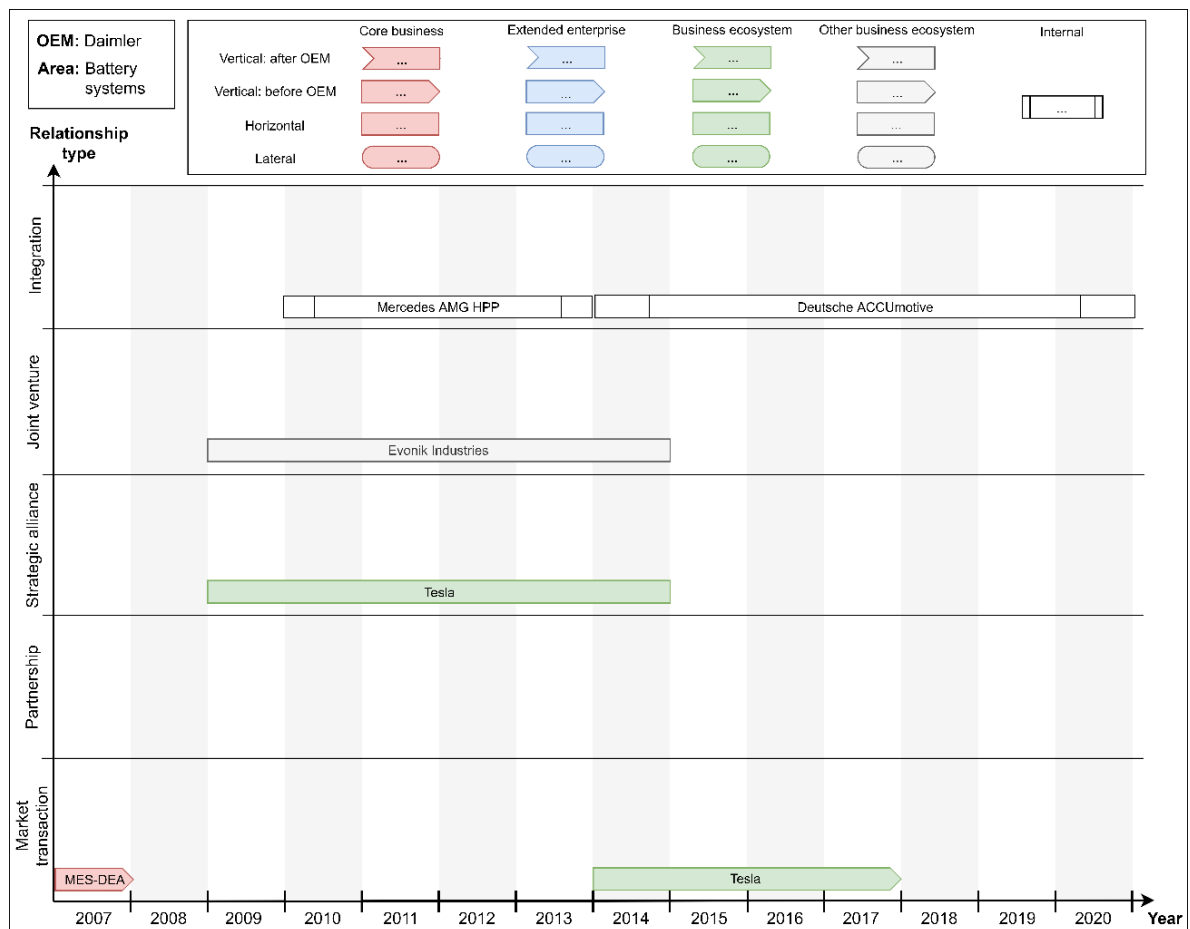 OEM: Daimler
Area: Battery
systems
Core business
Extended enterprise
Business ecosystem
Other business ecosystem
Internal
Vertical: after OEM
...
...
...
...
Vertical: before OEM
...
...
...
...
...
Horizontal
...
...
...
...
Lateral
...
...
...
...
Relationship
type
Integration
Mercedes AMG HPP
Deutsche ACCUmotive
Joint venture
Evonik Industries
Strategic alliance
Tesla
Partnership
Market
transaction
MES-DEA
Tesla
2007
2008
2009
2010
2011
2012
2013
2014
2015
2016
2017
2018
2019
2020
Year